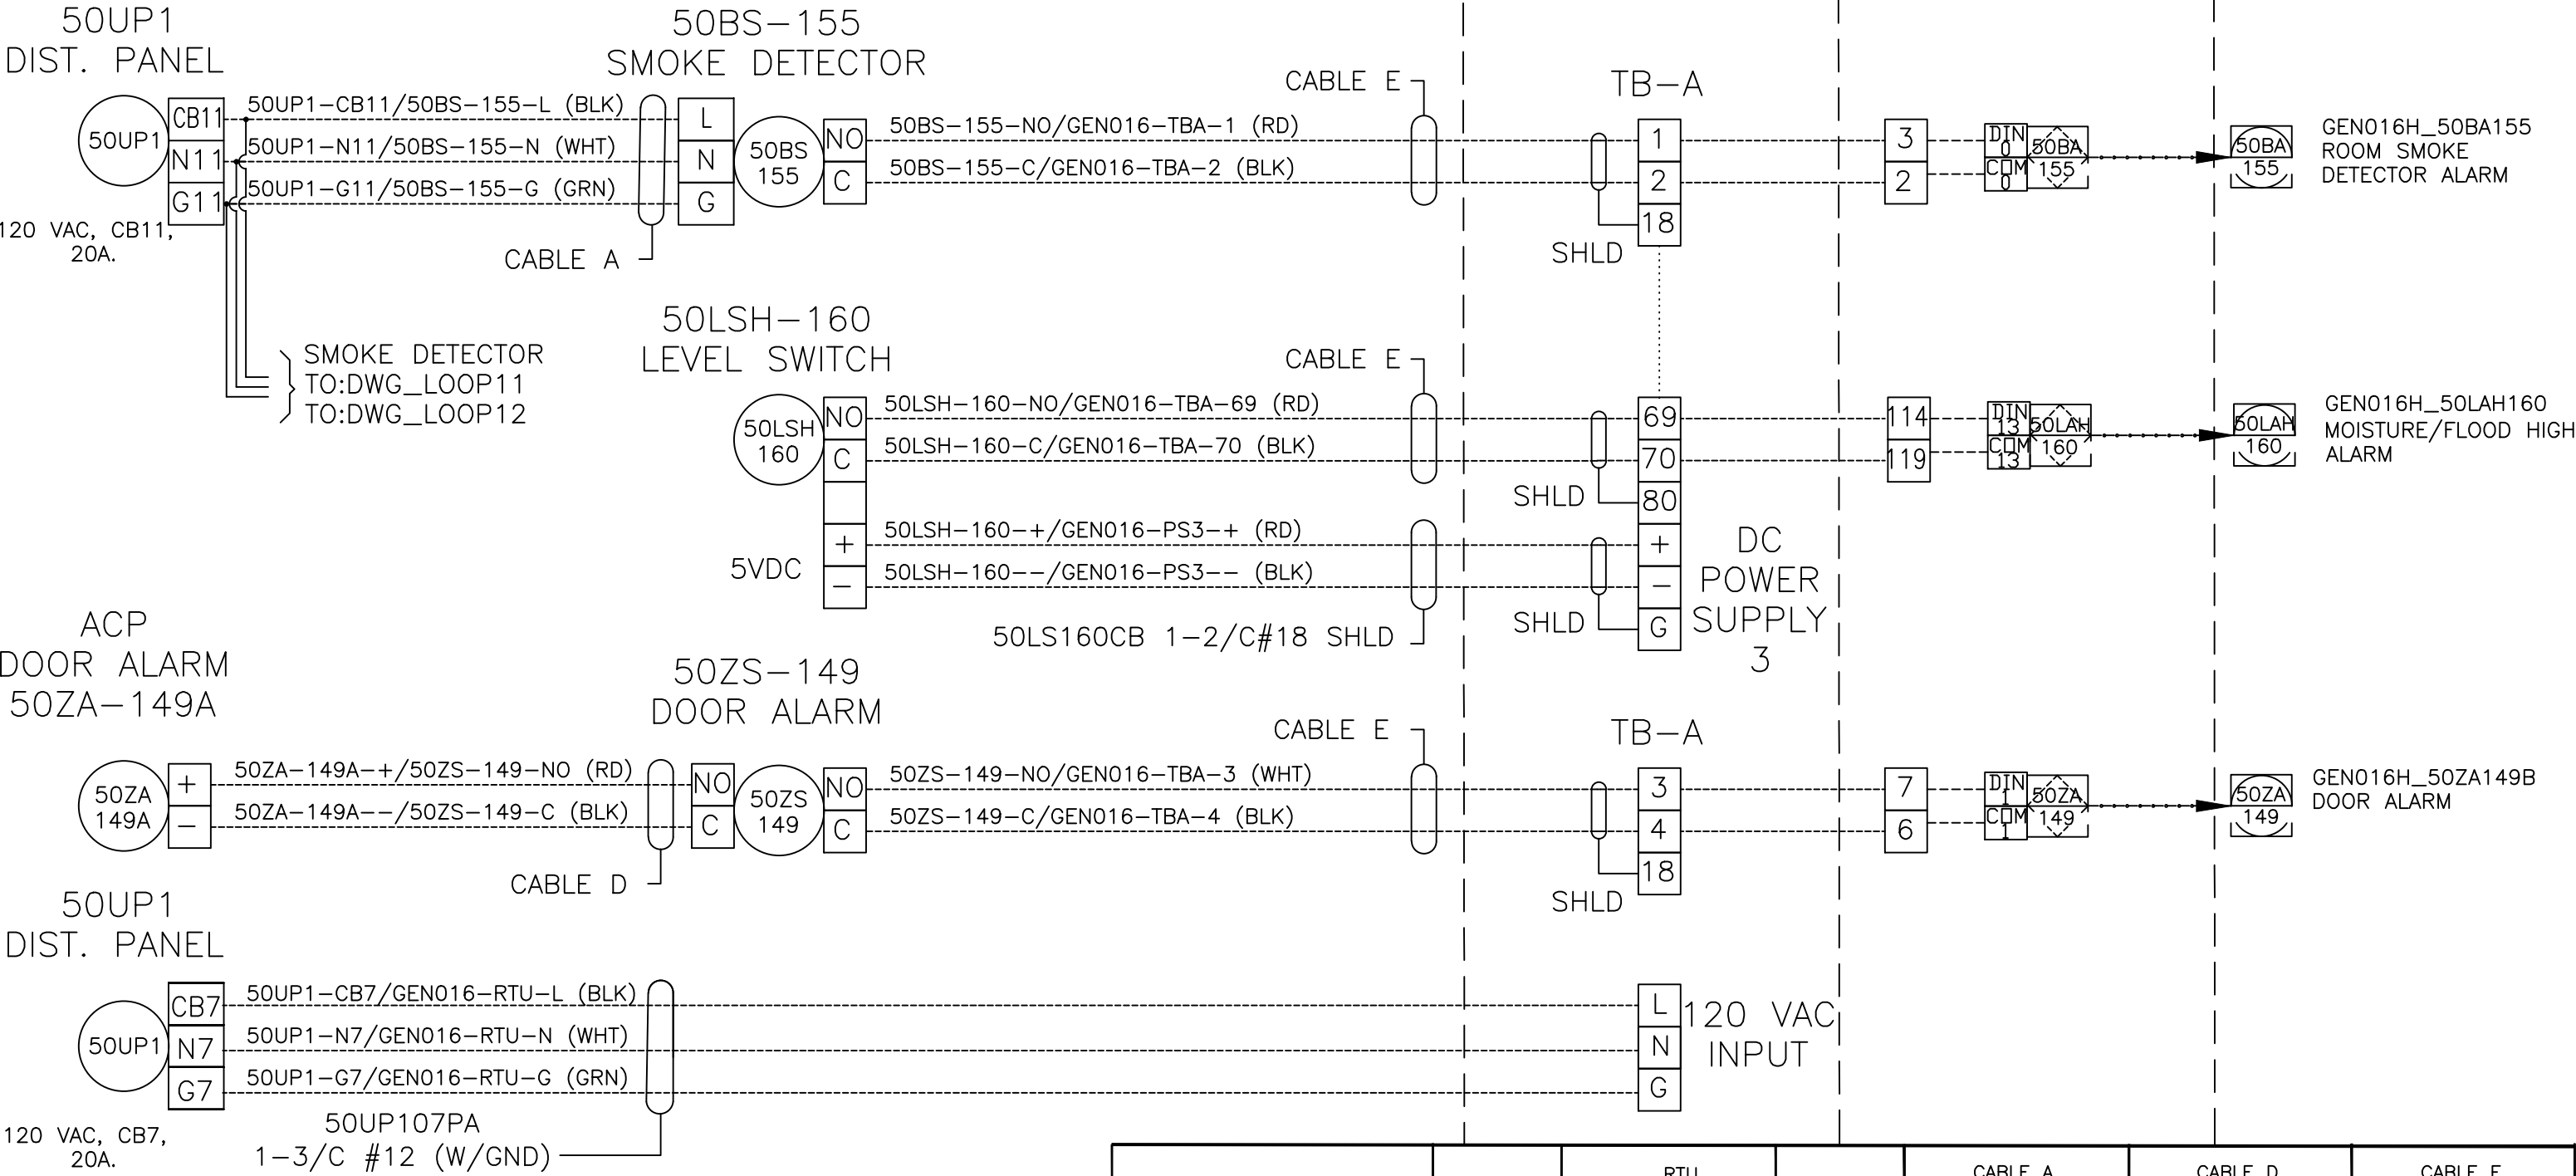 50UP1
DIST. PANEL
50UP1
CB11
N11
G11
120 VAC, CB11,
20A.
50UP1-CB11/50BS-155-L (BLK)
50UP1-N11/50BS-155-N (WHT)
50UP1-G11/50BS-155-G (GRN)
CABLE A
SMOKE DETECTOR
TO:DWG_LOOP11
TO:DWG_LOOP12
50BS-155
SMOKE DETECTOR
L
N
G
50BS
155
NO
C
50BS-155-NO/GEN016-TBA-1 (RD)
50BS-155-C/GEN016-TBA-2 (BLK)
CABLE E
TB-A
1
2
18
SHLD
3
2
DIN
0
COM
0
50BA
155
50BA
155
GEN016H_50BA155
ROOM SMOKE
DETECTOR ALARM
50LSH-160
LEVEL SWITCH
50LSH
160
NO
C
+
-
5VDC
50LSH-160-NO/GEN016-TBA-69 (RD)
50LSH-160-C/GEN016-TBA-70 (BLK)
50LSH-160-+/GEN016-PS3-+ (RD)
50LSH-160--/GEN016-PS3-- (BLK)
CABLE E
50LS160CB 1-2/C#18 SHLD
SHLD
SHLD
69
70
80
+
-
G
DC
POWER
SUPPLY
3
114
119
DIN
13
COM
13
50LAH
160
50LAH
160
GEN016H_50LAH160
MOISTURE/FLOOD HIGH
ALARM
ACP
DOOR ALARM
50ZA-149A
50ZA
149A
+
-
50ZA-149A-+/50ZS-149-NO (RD)
50ZA-149A--/50ZS-149-C (BLK)
CABLE D
50ZS-149
DOOR ALARM
NO
C
50ZS
149
NO
C
50ZS-149-NO/GEN016-TBA-3 (WHT)
50ZS-149-C/GEN016-TBA-4 (BLK)
CABLE E
TB-A
3
4
18
SHLD
7
6
DIN
1
COM
1
50ZA
149
50ZA
149
GEN016H_50ZA149B
DOOR ALARM
50UP1
DIST. PANEL
50UP1
CB7
N7
G7
120 VAC, CB7,
20A.
50UP1-CB7/GEN016-RTU-L (BLK)
50UP1-N7/GEN016-RTU-N (WHT)
50UP1-G7/GEN016-RTU-G (GRN)
50UP107PA
1-3/C #12 (W/GND)
L
N
G
120 VAC
INPUT
RTU
CABLE A
CABLE D
CABLE E